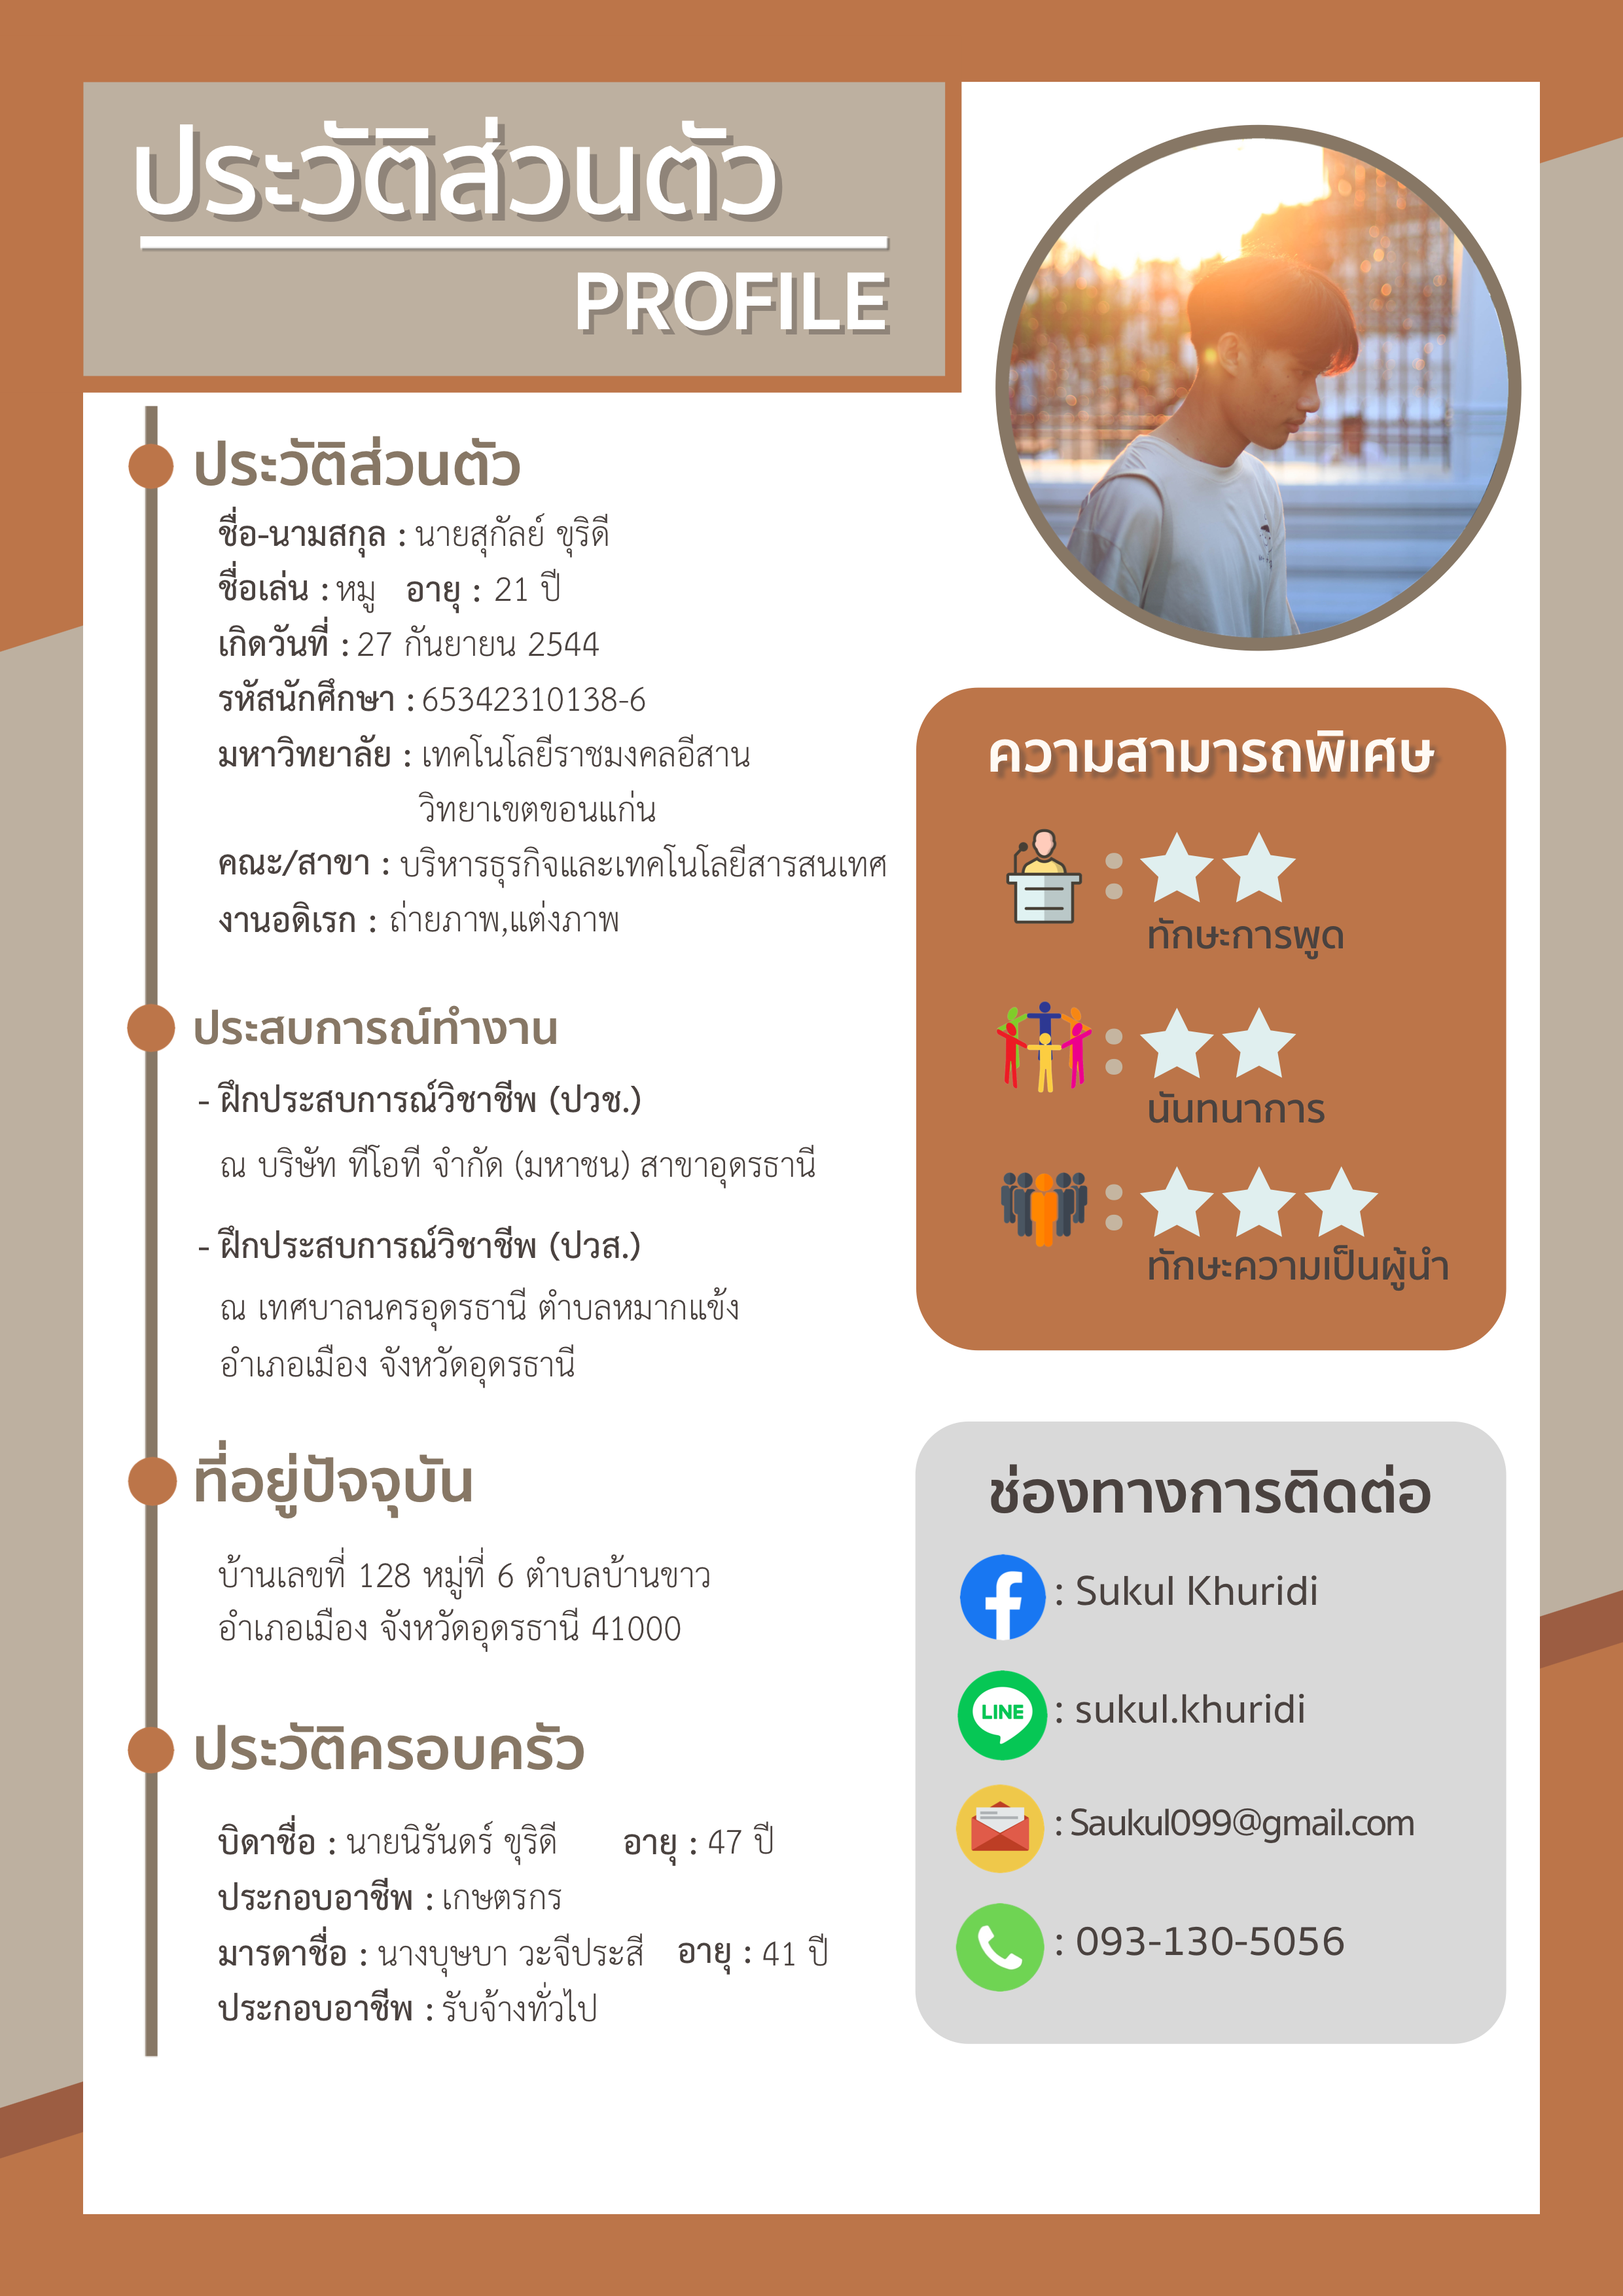 ประวัติส่วนตัว
PROFILE
ประวัติส่วนตัว
ชื่อ-นามสกุล : นายสุกัลย์ ขุริดี
ชื่อเล่น : หมู อายุ : 21 ปี
เกิดวันที่ : 27 กันยายน 2544
รหัสนักศึกษา : 65342310138-6
มหาวิทยาลัย : เทคโนโลยีราชมงคลอีสาน
วิทยาเขตขอนแก่น
คณะ/สาขา : บริหารธุรกิจและเทคโนโลยีสารสนเทศ
งานอดิเรก : ถ่ายภาพ,แต่งภาพ
ประสบการณ์ทำงาน
- ฝึกประสบการณ์วิชาชีพ (ปวช.)
ณ บริษัท ทีโอที จำกัด (มหาชน) สาขาอุดรธานี
- ฝึกประสบการณ์วิชาชีพ (ปวส.)
ณ เทศบาลนครอุดรธานี ตำบลหมากแข้ง
อำเภอเมือง จังหวัดอุดรธานี
ที่อยู่ปัจจุบัน
บ้านเลขที่ 128 หมู่ที่ 6 ตำบลบ้านขาว
อำเภอเมือง จังหวัดอุดรธานี 41000
ประวัติครอบครัว
บิดาชื่อ : นายนิรันดร์ ขุริดี อายุ : 47 ปี
ประกอบอาชีพ : เกษตรกร
มารดาชื่อ : นางบุษบา วะจีประสี อายุ : 41 ปี
ประกอบอาชีพ : รับจ้างทั่วไป
ความสามารถพิเศษ
:
ทักษะการพูด
:
นันทนาการ
:
ทักษะความเป็นผู้นำ
ช่องทางการติดต่อ
: Sukul Khuridi
LINE : sukul.khuridi
: Saukul099@gmail.com
: 093-130-5056